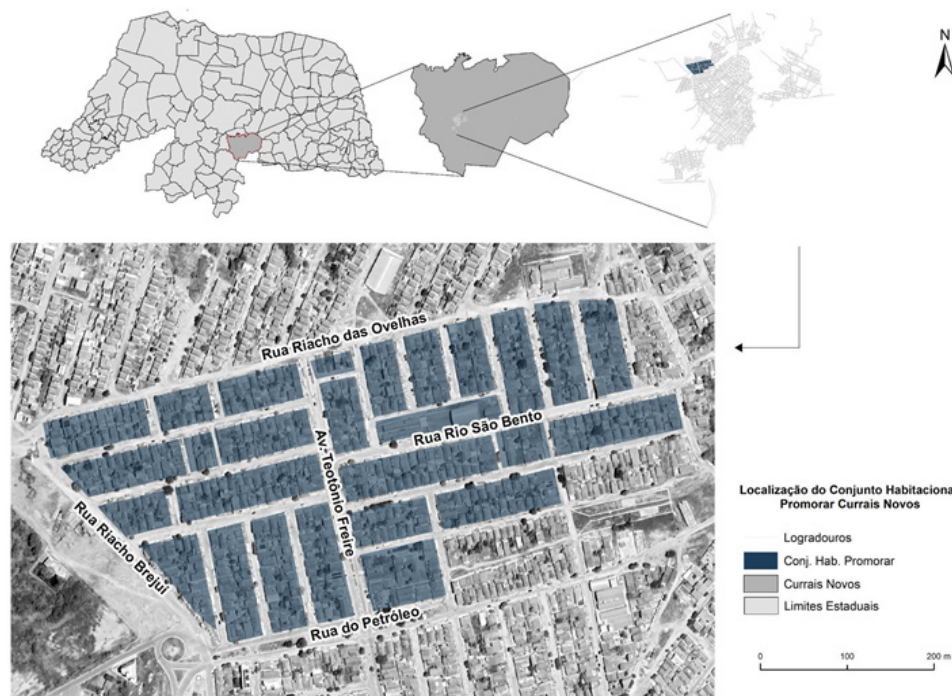 N
Rua Riacho das Ovelhas
Rua Rio São Bento
Av. Teotônio Freire
Rua Riacho Brejuí
Rua do Petróleo
Localização do Conjunto Habitaciona
Promorar Currais Novos
Logradouros
Conj. Hab. Promorar
Currais Novos
Limites Estaduais
0 100 200 m